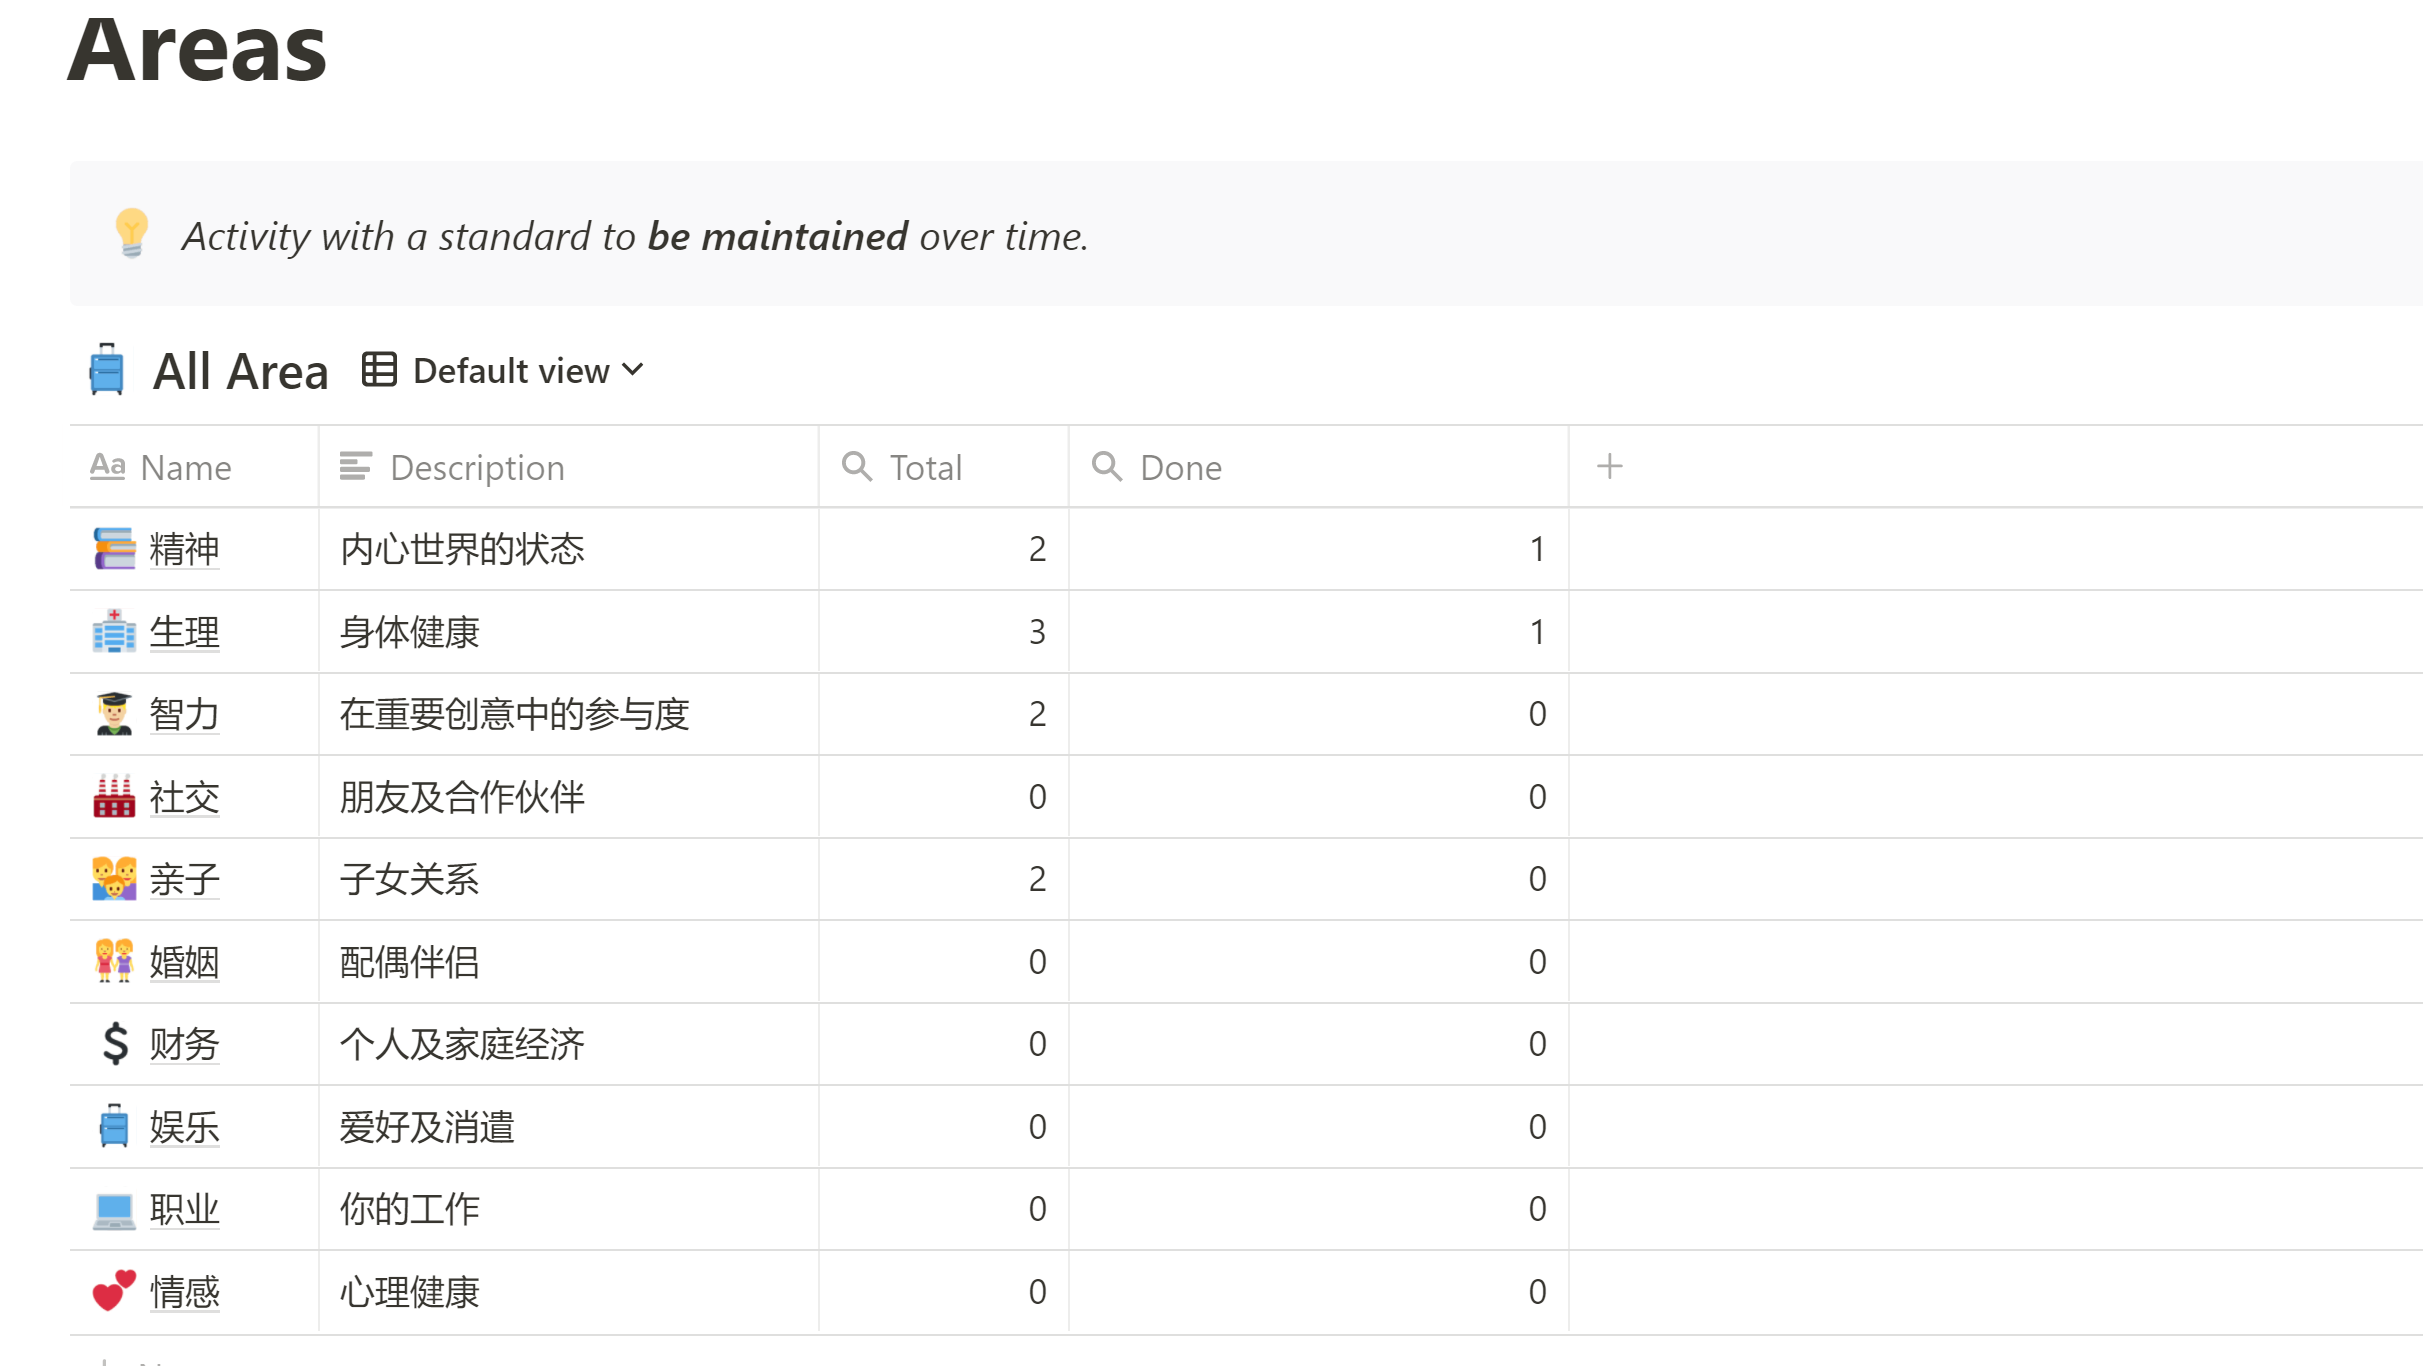 Areas
Activity with a standard to be maintained over time.
All Area Default view
Aa Name Description Total Done
精神 内心世界的状态 2 1
生理 身体健康 3 1
智力 在重要创意中的参与度 2 0
社交 朋友及合作伙伴 0 0
亲子 子女关系 2 0
婚姻 配偶伴侣 0 0
财务 个人及家庭经济 0 0
娱乐 爱好及消遣 0 0
职业 你的工作 0 0
情感 心理健康 0 0